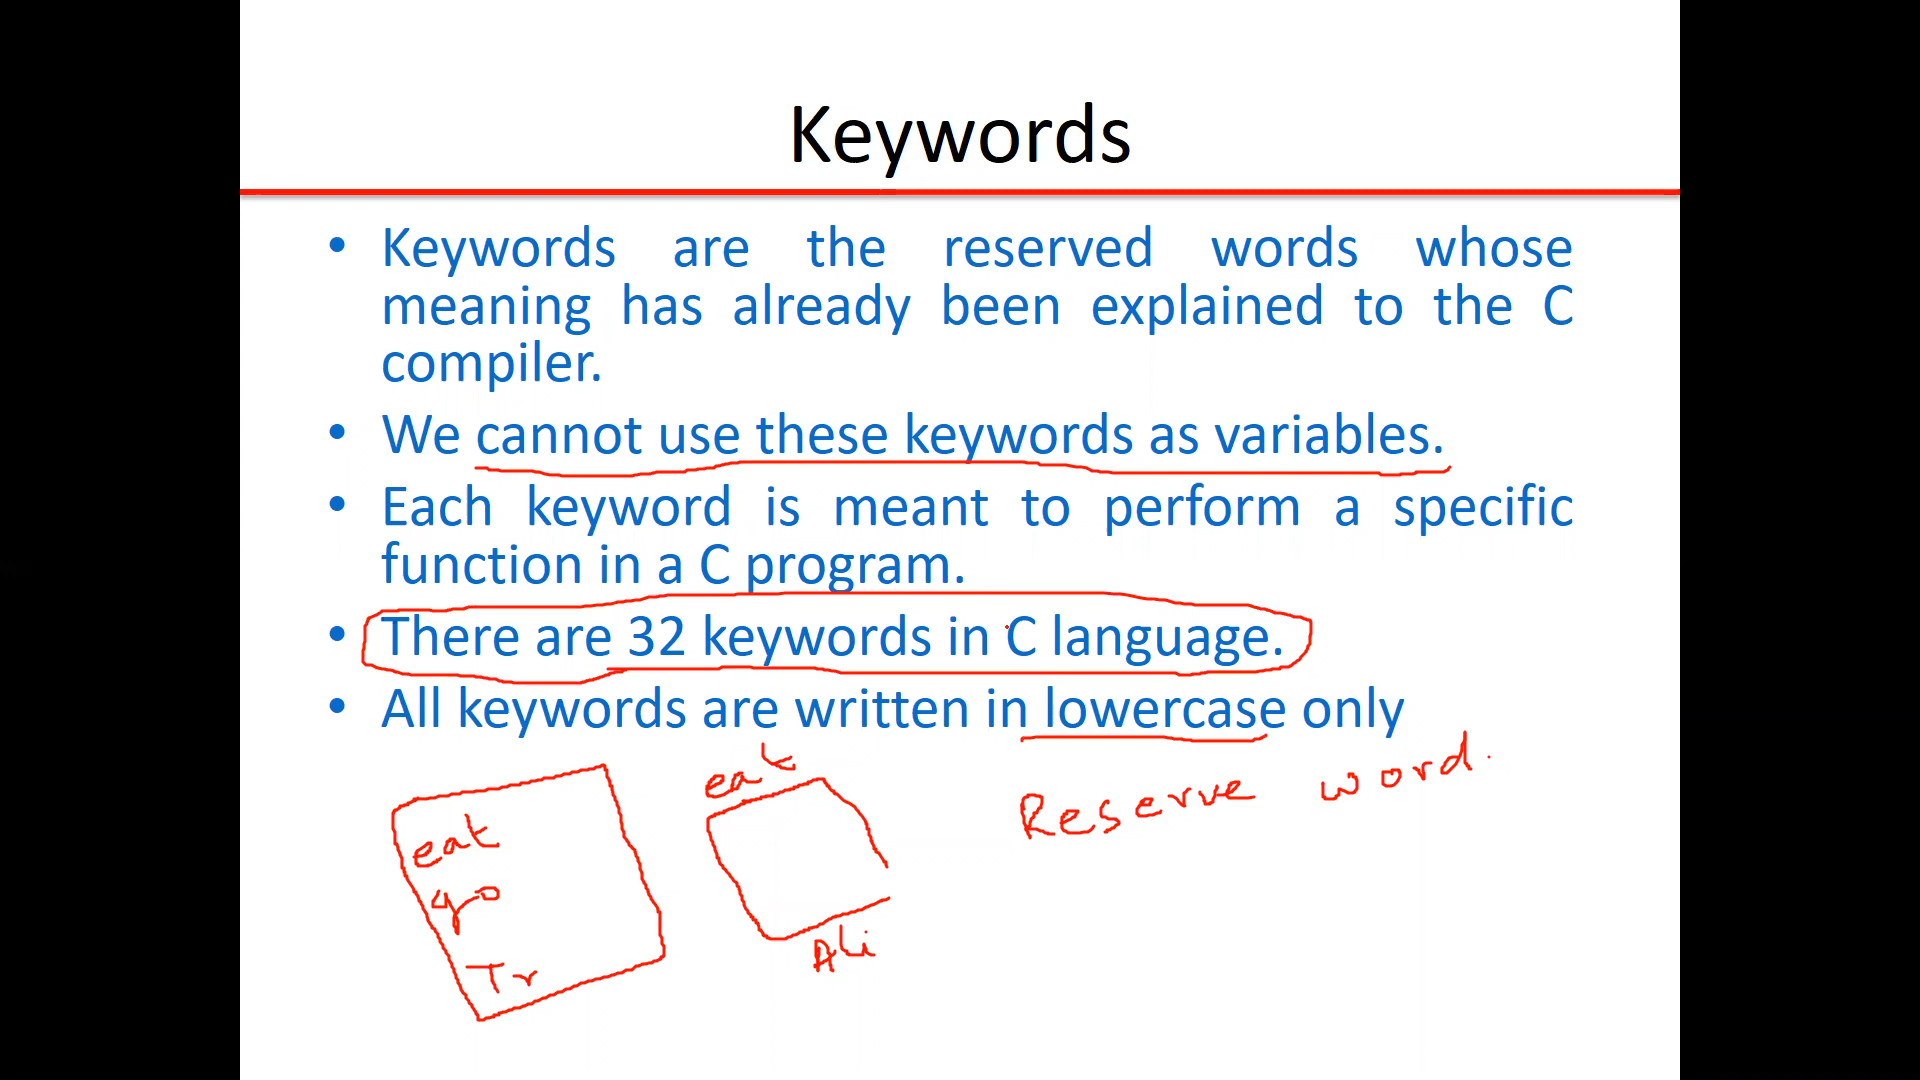 Keywords
• Keywords are the reserved words whose
meaning has already been explained to the C
compiler.
• We cannot use these keywords as variables.
• Each keyword is meant to perform a specific
function in a C program.
• There are 32 keywords in C language.
• All keywords are written in lowercase only
eat
Reserve word.
eat
go
Ali
Tr